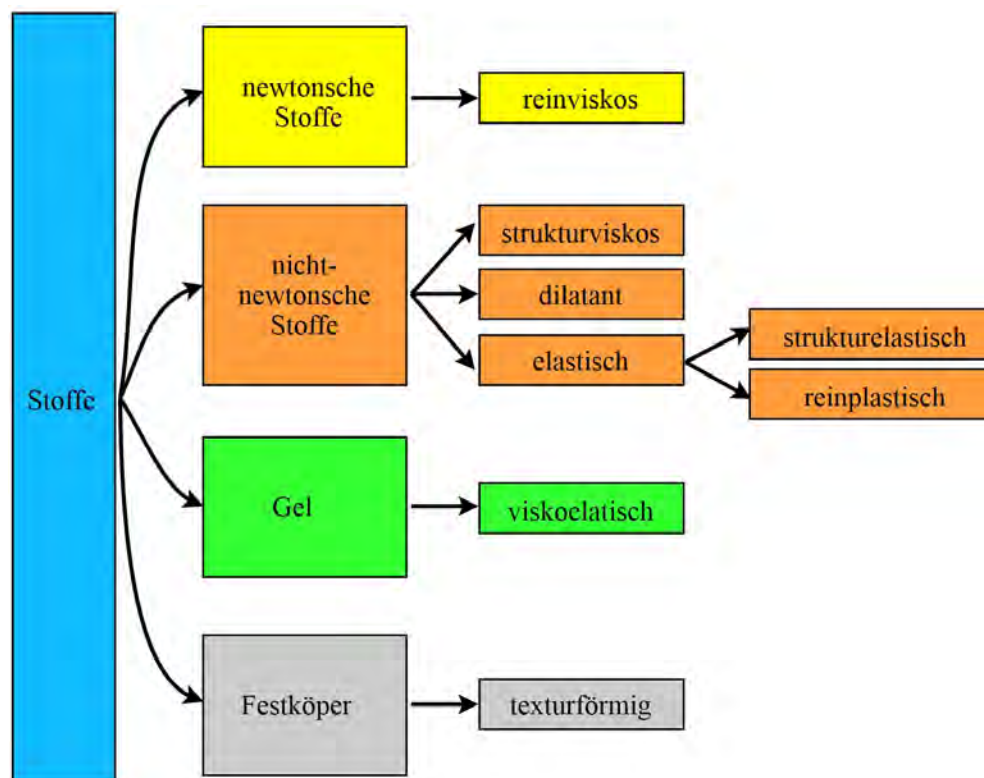 Stoffe
newtonsche
Stoffe
reinviskos
nicht-
newtonsche
Stoffe
strukturviskos
dilatant
elastisch
strukturelastisch
reinplastisch
Gel
viskoelatisch
Festköper
texturförmig